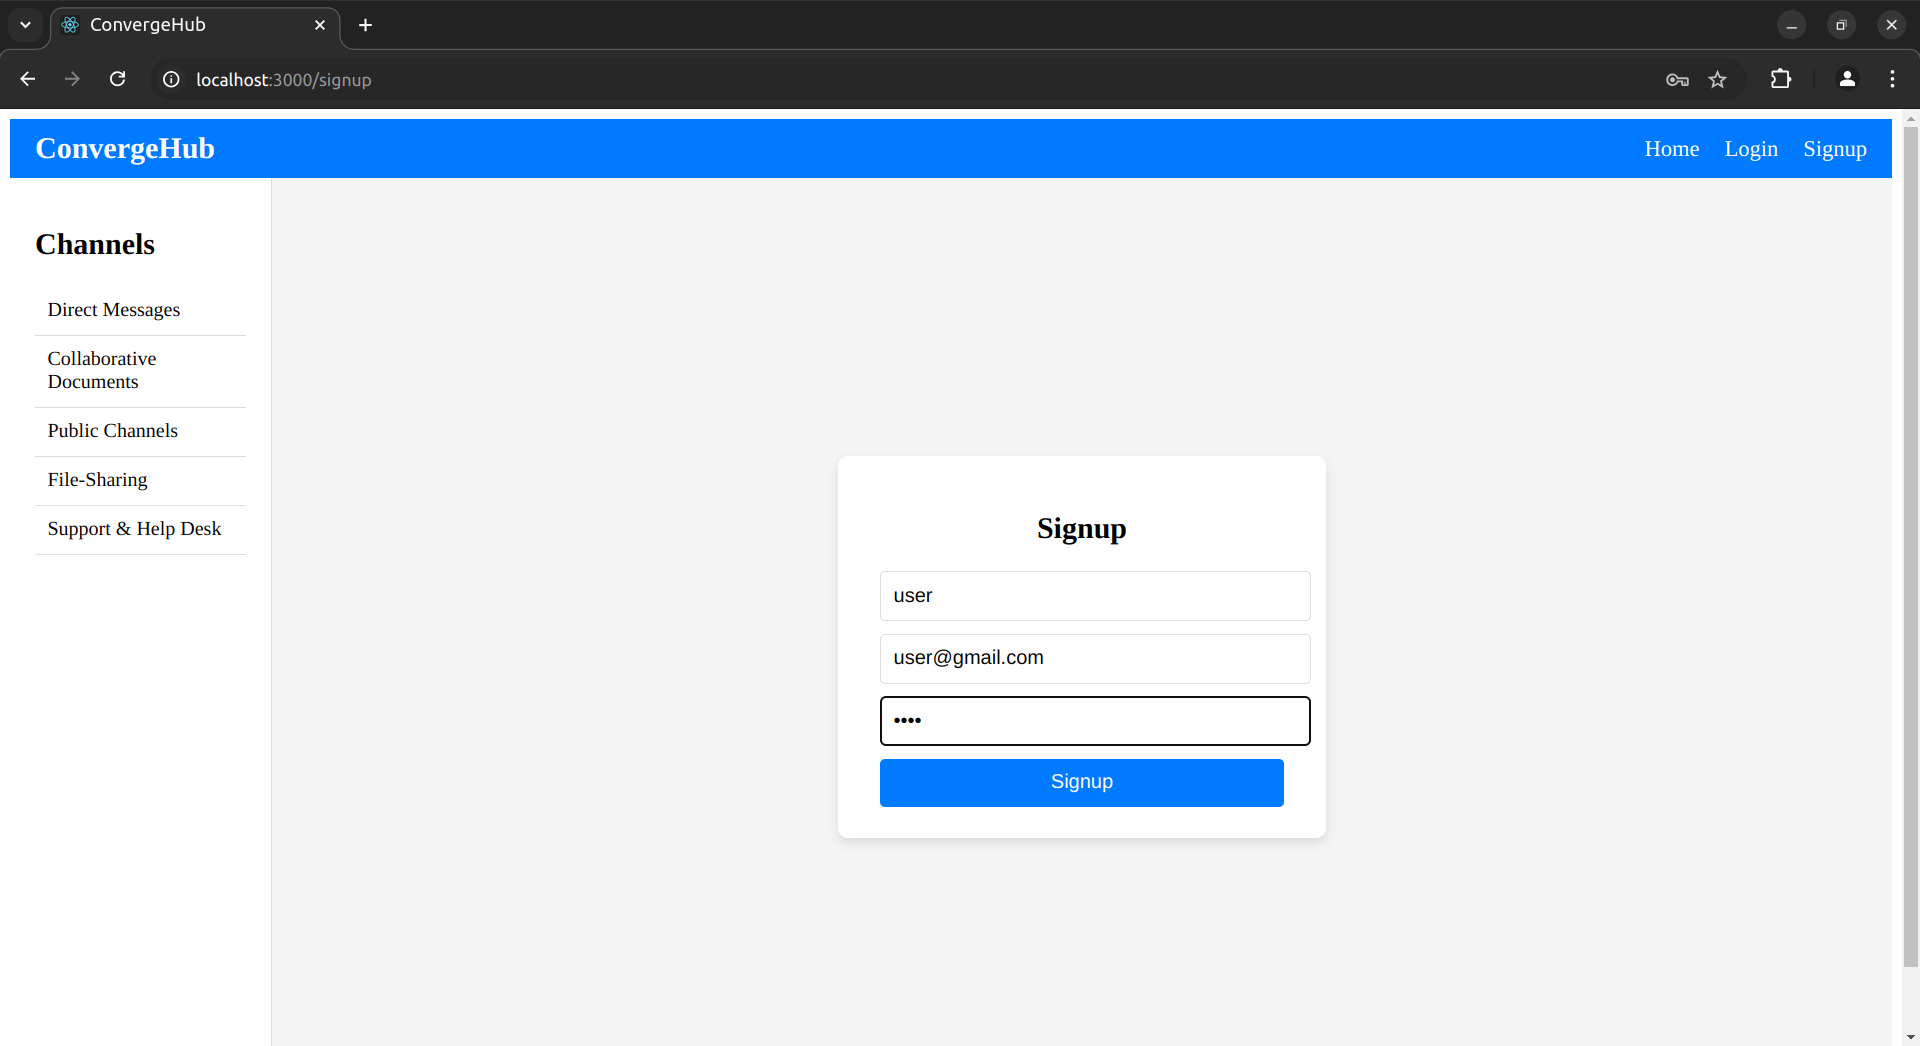 ConvergeHub
localhost:3000/signup
ConvergeHub
Home Login Signup
Channels
Direct Messages
Collaborative
Documents
Public Channels
File-Sharing
Support & Help Desk
Signup
user
user@gmail.com
••••
Signup